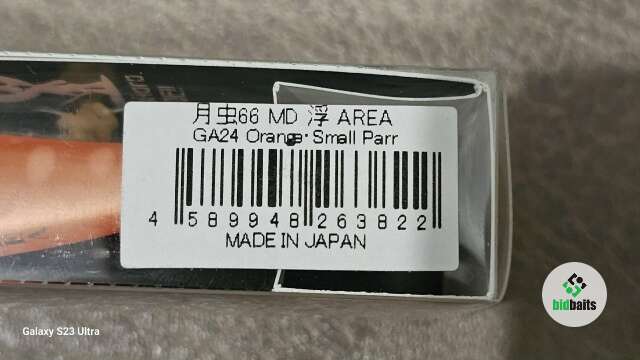 月虫66 MD 浮 AREA
GA24 Orange Small Parr
4 589948 263822
MADE IN JAPAN
bidbaits
Galaxy S23 Ultra